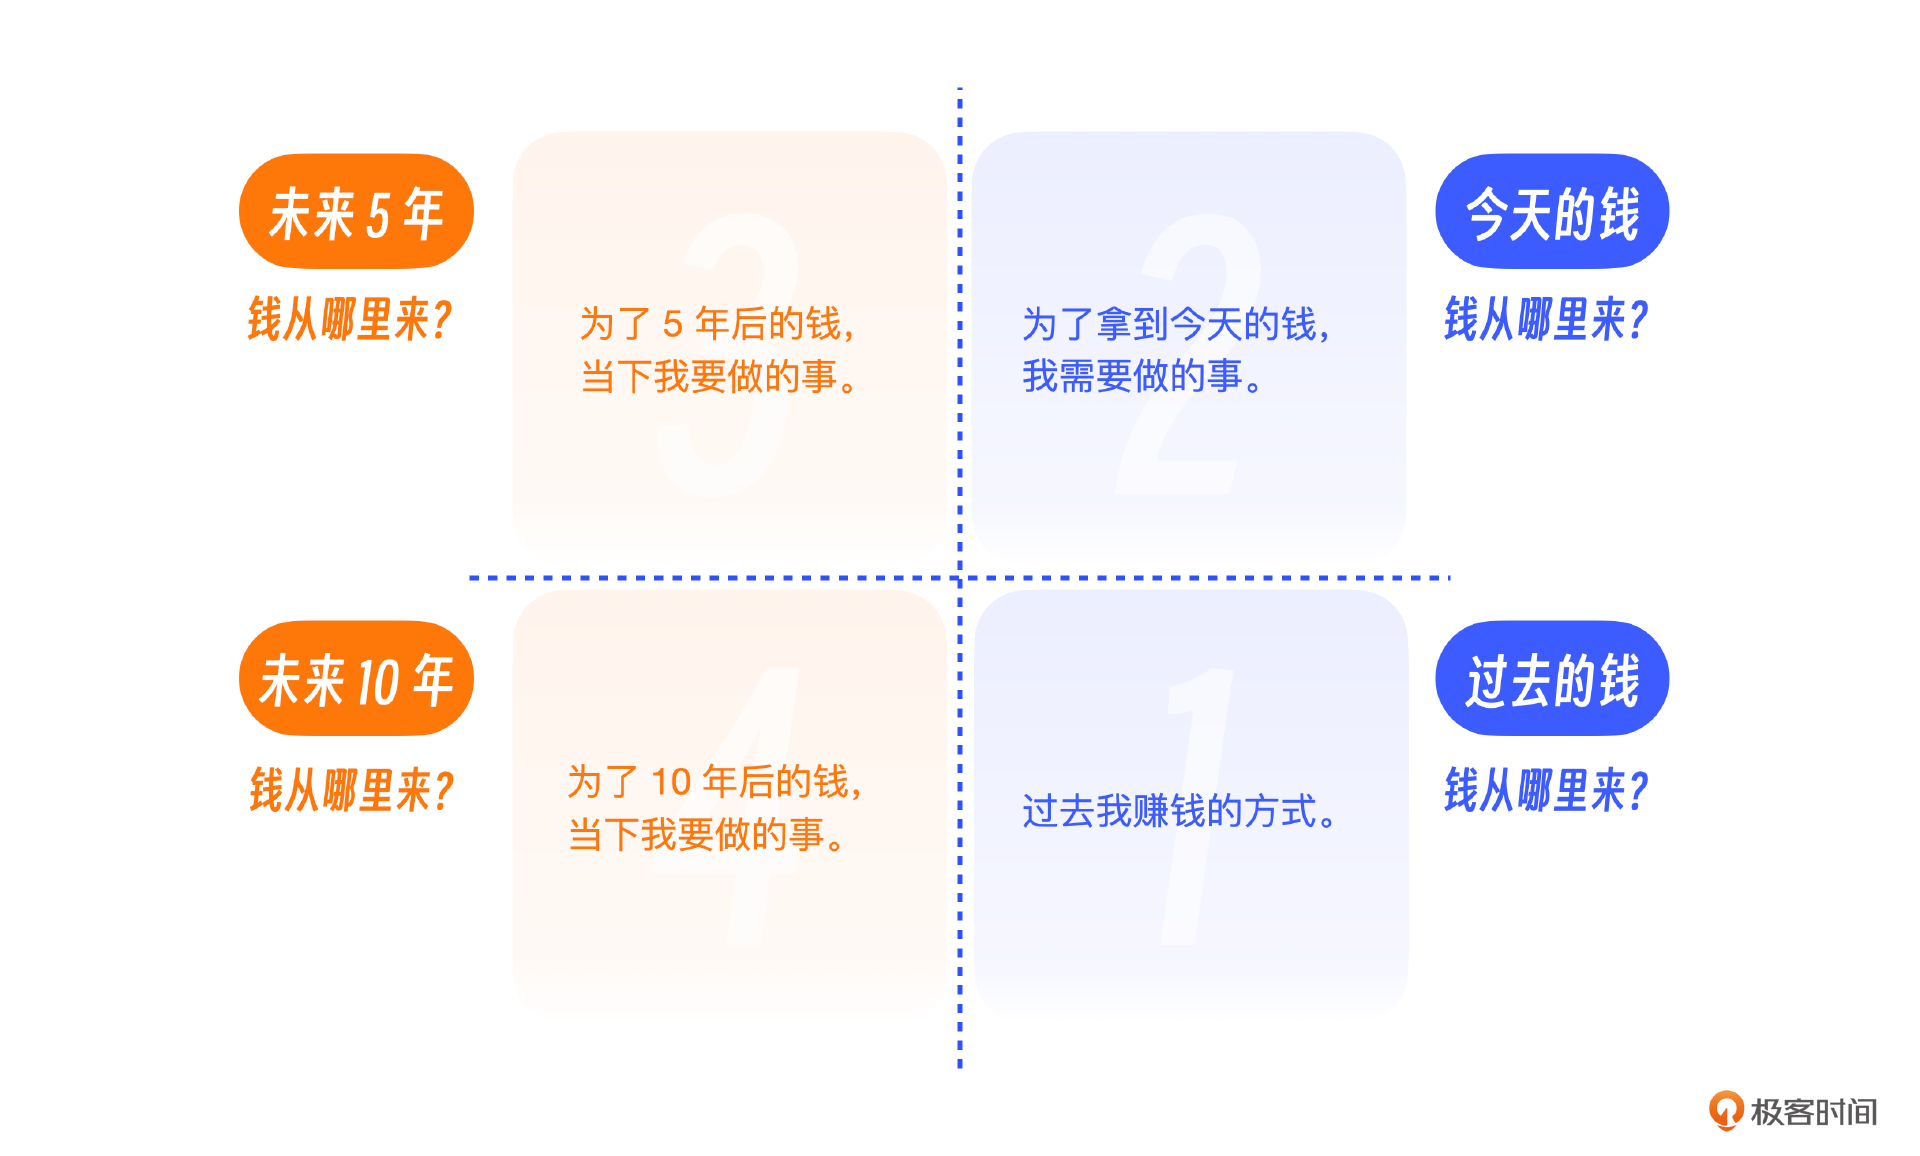 未来 5 年
钱从哪里来?
3
为了 5 年后的钱,
当下我要做的事。
2
为了拿到今天的钱,
我需要做的事。
今天的钱
钱从哪里来?
未来 10 年
钱从哪里来?
4
为了 10 年后的钱,
当下我要做的事。
1
过去我赚钱的方式。
过去的钱
钱从哪里来?
极客时间